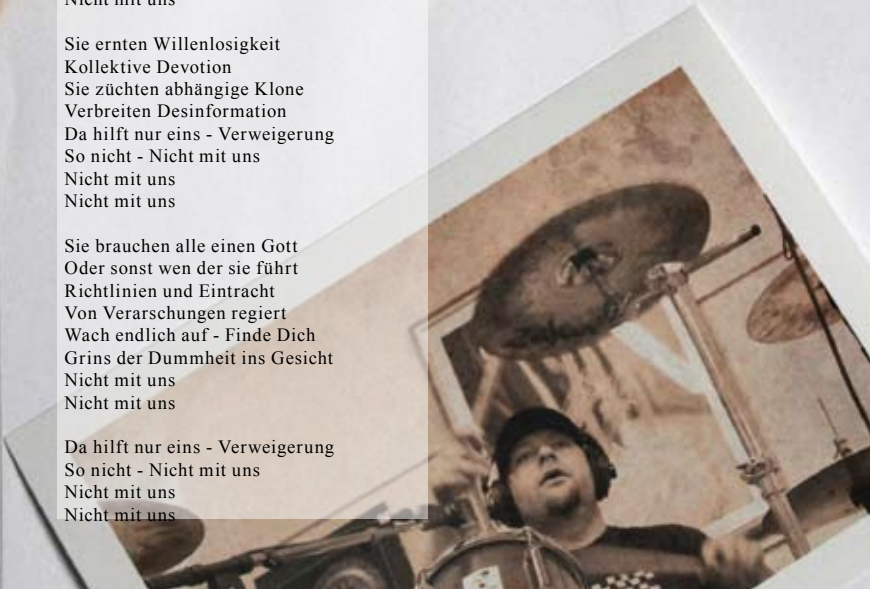 Nicht mit uns

Sie ernten Willenlosigkeit
Kollektive Devotion
Sie züchten abhängige Klone
Verbreiten Desinformation
Da hilft nur eins - Verweigerung
So nicht - Nicht mit uns
Nicht mit uns
Nicht mit uns

Sie brauchen alle einen Gott
Oder sonst wen der sie führt
Richtlinien und Eintracht
Von Verarschungen regiert
Wach endlich auf - Finde Dich
Grins der Dummheit ins Gesicht
Nicht mit uns
Nicht mit uns

Da hilft nur eins - Verweigerung
So nicht - Nicht mit uns
Nicht mit uns
Nicht mit uns